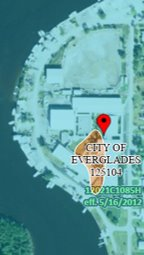 CITY OF
EVERGLADES
125104
12021C1085H
eff. 5/16/2012